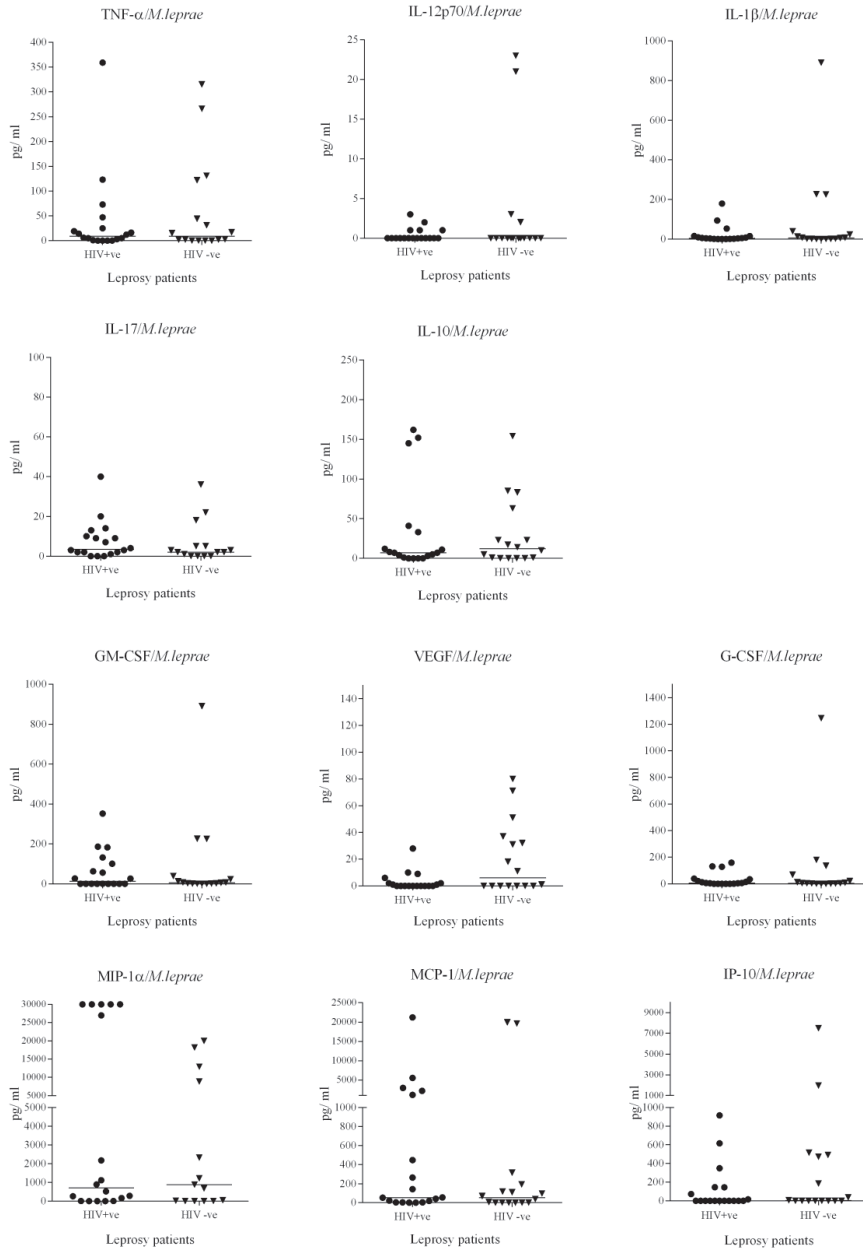 TNF-α/M.leprae
400
350
300
250
200
150
100
50
0
pg/ ml
HIV+ve HIV -ve
Leprosy patients
IL-12p70/M.leprae
25
20
15
10
5
0
pg/ ml
HIV+ve HIV -ve
Leprosy patients
IL-1β/M.leprae
1000
800
600
400
200
0
pg/ ml
HIV+ve HIV -ve
Leprosy patients
IL-17/M.leprae
100
80
60
40
20
0
pg/ ml
HIV+ve HIV -ve
Leprosy patients
IL-10/M.leprae
250
200
150
100
50
0
pg/ ml
HIV+ve HIV -ve
Leprosy patients
GM-CSF/M.leprae
1000
800
600
400
200
0
pg/ ml
HIV+ve HIV -ve
Leprosy patients
VEGF/M.leprae
140
120
100
80
60
40
20
0
pg/ ml
HIV+ve HIV -ve
Leprosy patients
G-CSF/M.leprae
1400
1200
1000
800
600
400
200
0
pg/ ml
HIV+ve HIV -ve
Leprosy patients
MIP-1α/M.leprae
30000
25000
20000
15000
10000
5000
5000
4000
3000
2000
1000
0
pg/ ml
HIV+ve HIV -ve
Leprosy patients
MCP-1/M.leprae
25000
20000
15000
10000
5000
1000
1000
800
600
400
200
0
pg/ ml
HIV+ve HIV -ve
Leprosy patients
IP-10/M.leprae
9000
7000
5000
3000
1000
1000
800
600
400
200
0
pg/ ml
HIV+ve HIV -ve
Leprosy patients